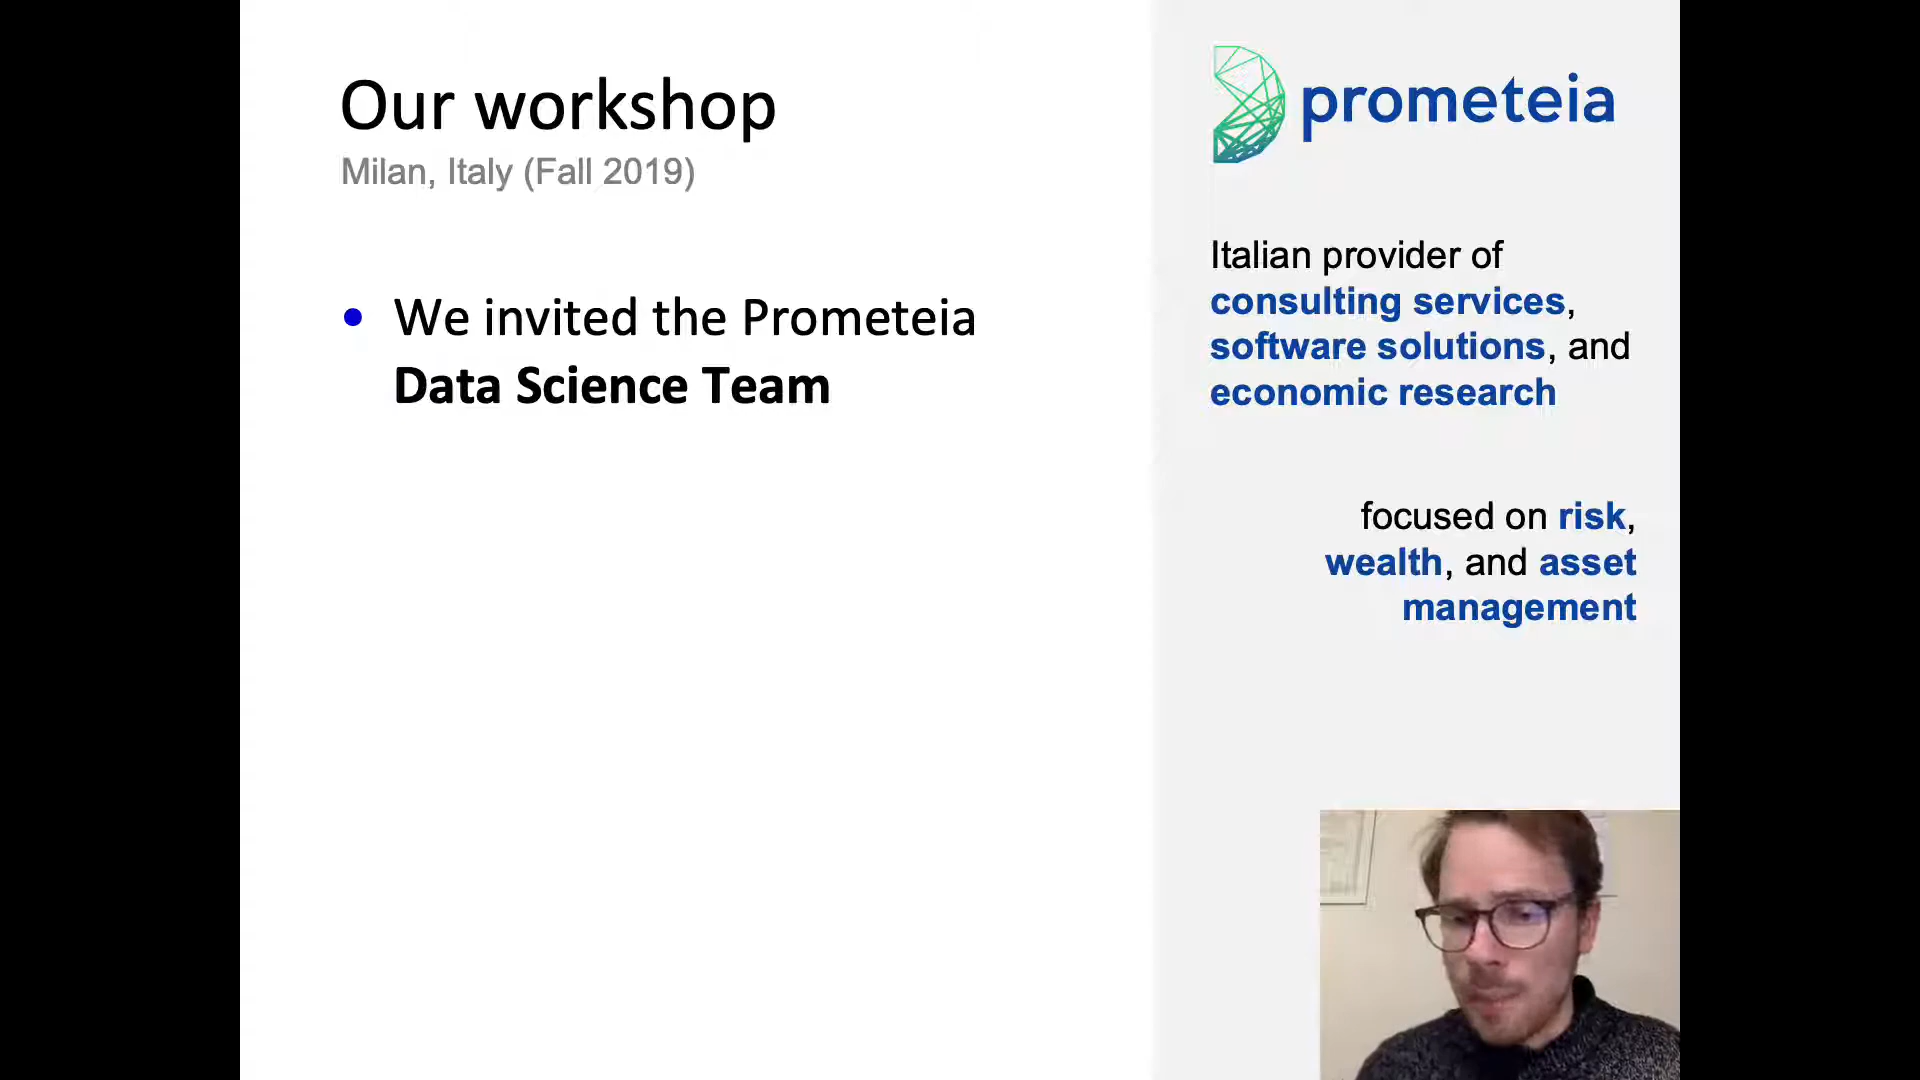 Our workshop
Milan, Italy (Fall 2019)
• We invited the Prometeia
Data Science Team
prometeia
Italian provider of
consulting services,
software solutions, and
economic research
focused on risk,
wealth, and asset
management